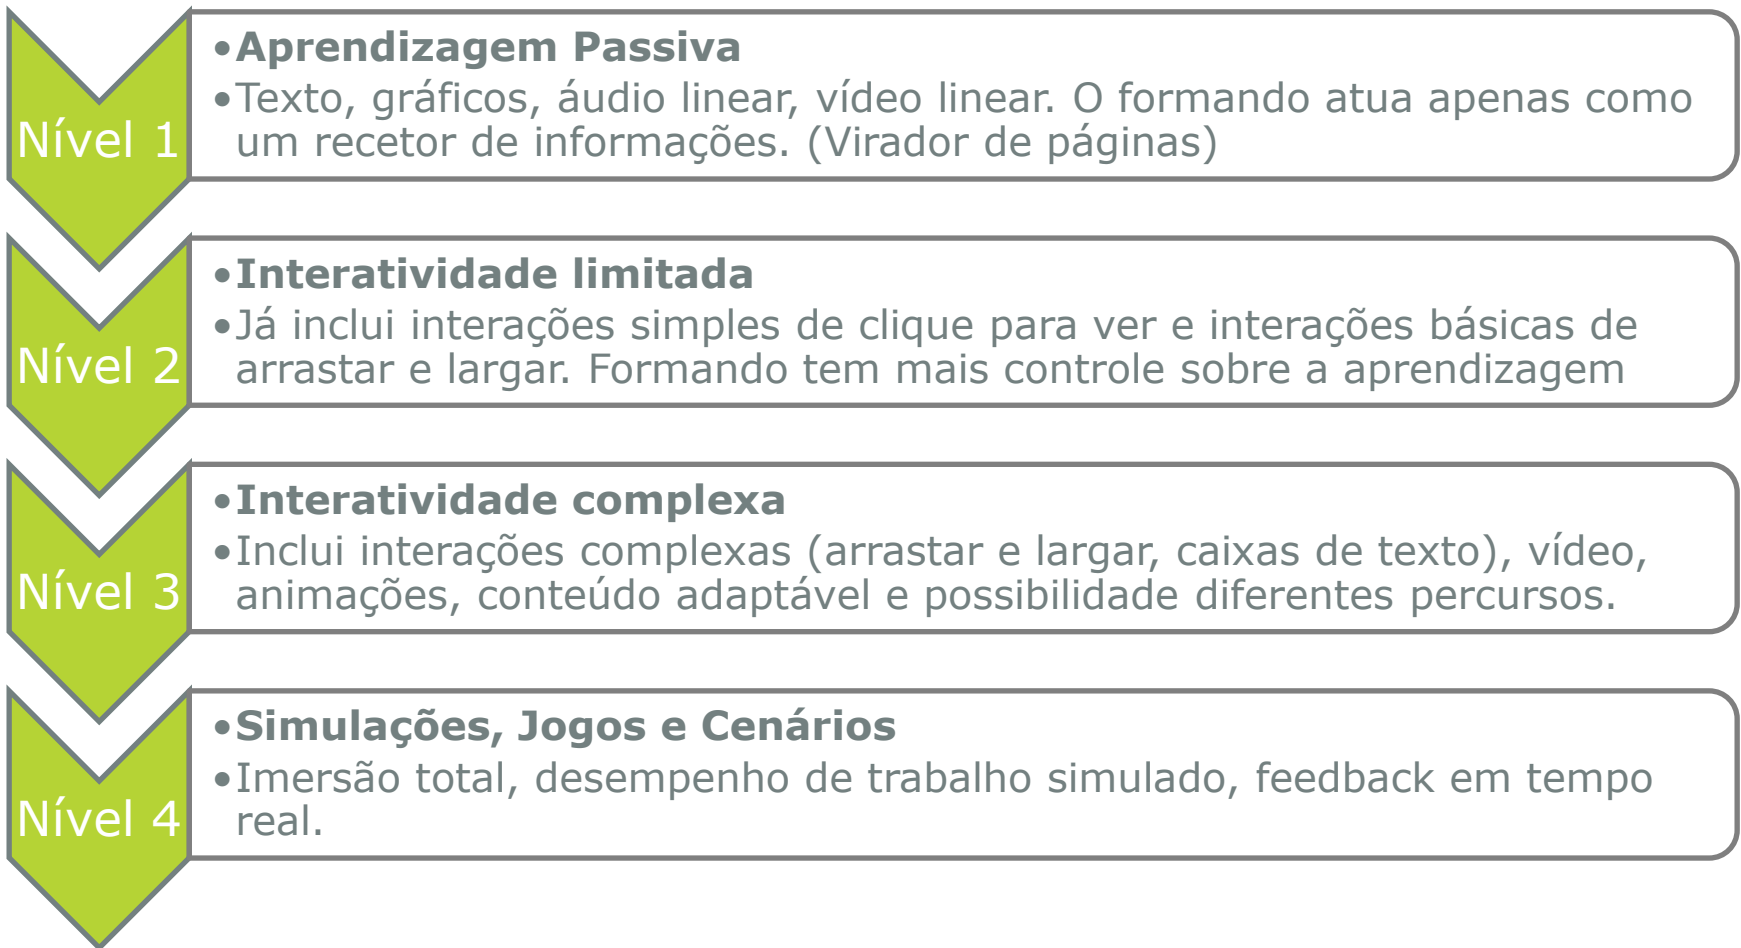 Nível 1
•Aprendizagem Passiva
•Texto, gráficos, áudio linear, vídeo linear. O formando atua apenas como
um recetor de informações. (Virador de páginas)
Nível 2
•Interatividade limitada
•Já inclui interações simples de clique para ver e interações básicas de
arrastar e largar. Formando tem mais controle sobre a aprendizagem
Nível 3
•Interatividade complexa
•Inclui interações complexas (arrastar e largar, caixas de texto), vídeo,
animações, conteúdo adaptável e possibilidade diferentes percursos.
Nível 4
•Simulações, Jogos e Cenários
•Imersão total, desempenho de trabalho simulado, feedback em tempo
real.